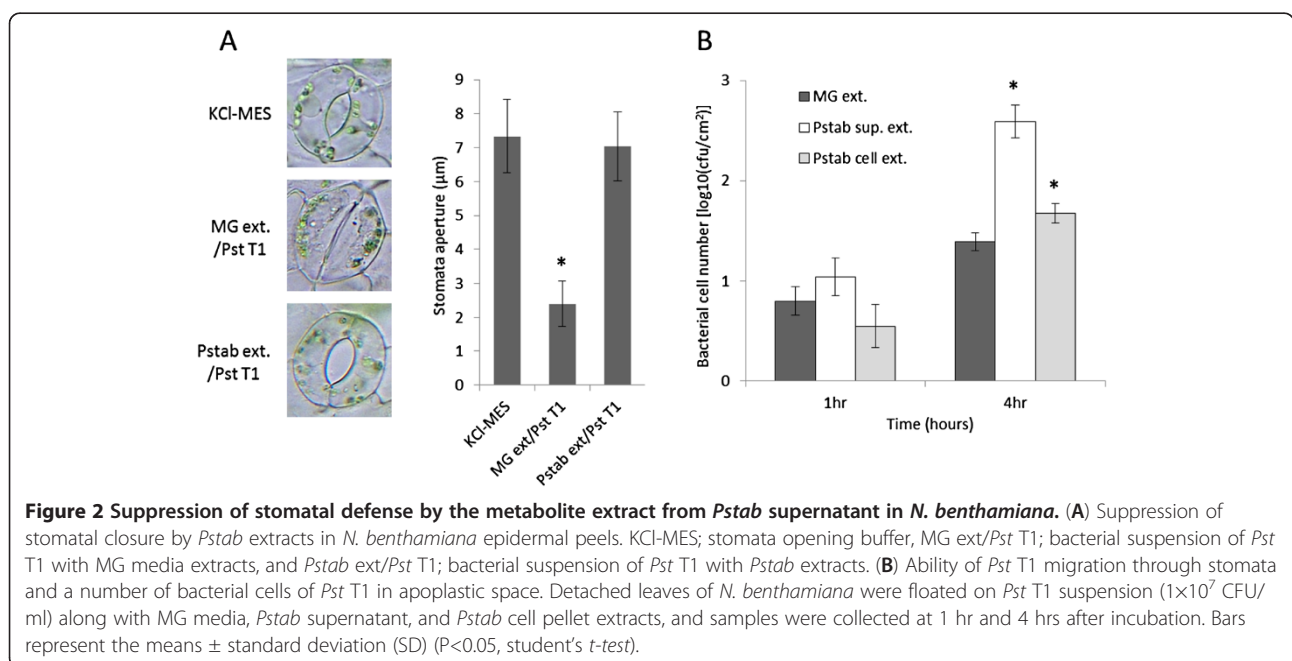 A
KCl-MES
MG ext.
/Pst T1
Pstab ext.
/Pst T1
Stomata aperture (µm)
9
8
7
6
5
4
3
2
1
0
*
KCl-MES
MG ext/Pst T1
Pstab ext/Pst T1
B
Bacterial cell number [log10(cfu/cm²)]
3
2
1
0
MG ext.
Pstab sup. ext.
Pstab cell ext.
*
*
1hr
4hr
Time (hours)
Figure 2 Suppression of stomatal defense by the metabolite extract from Pstab supernatant in N. benthamiana. (A) Suppression of
stomatal closure by Pstab extracts in N. benthamiana epidermal peels. KCl-MES; stomata opening buffer, MG ext/Pst T1; bacterial suspension of Pst
T1 with MG media extracts, and Pstab ext/Pst T1; bacterial suspension of Pst T1 with Pstab extracts. (B) Ability of Pst T1 migration through stomata
and a number of bacterial cells of Pst T1 in apoplastic space. Detached leaves of N. benthamiana were floated on Pst T1 suspension (1×10⁷ CFU/
ml) along with MG media, Pstab supernatant, and Pstab cell pellet extracts, and samples were collected at 1 hr and 4 hrs after incubation. Bars
represent the means ± standard deviation (SD) (P<0.05, student's t-test).